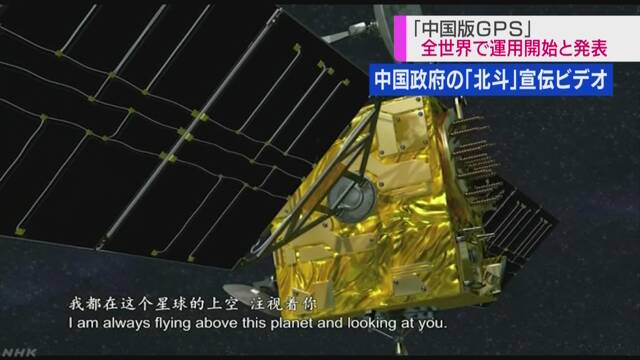 「中国版GPS」
全世界で運用開始と発表
中国政府の「北斗」宣伝ビデオ
我都在这个星球的上空 注视着你
I am always flying above this planet and looking at you.
NHK